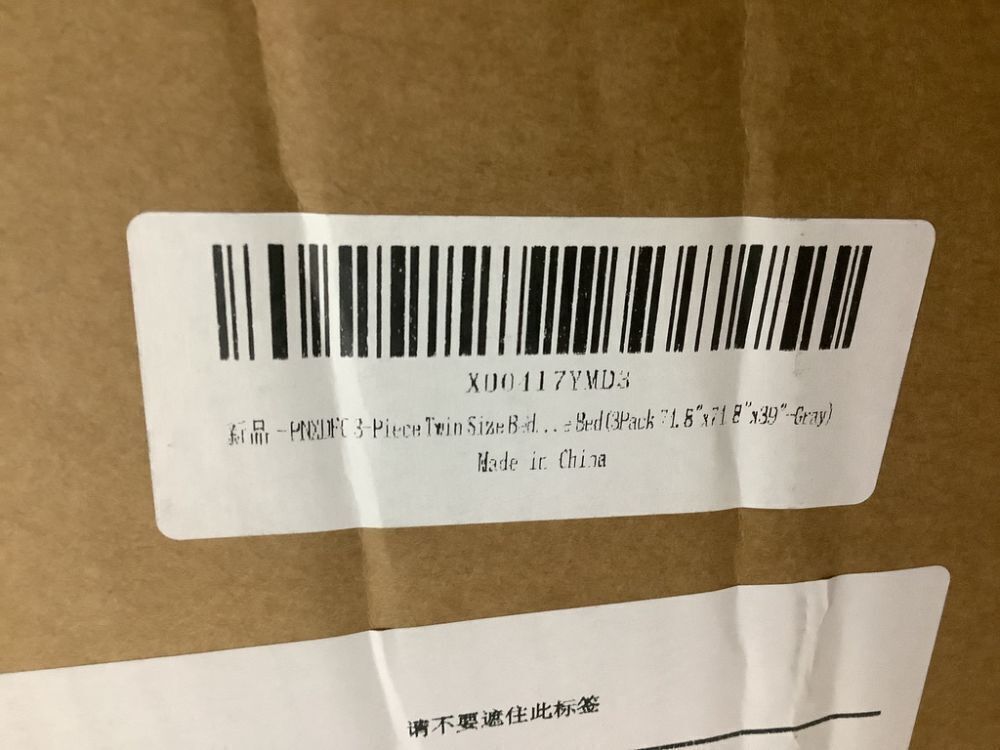 X00417YMD3
新品 - PNXDFC 3-Piece Twin Size Bed...e Bed (3Pack 71.8"x71.8"x39"-Gray)
Made in China
请不要遮住此标签